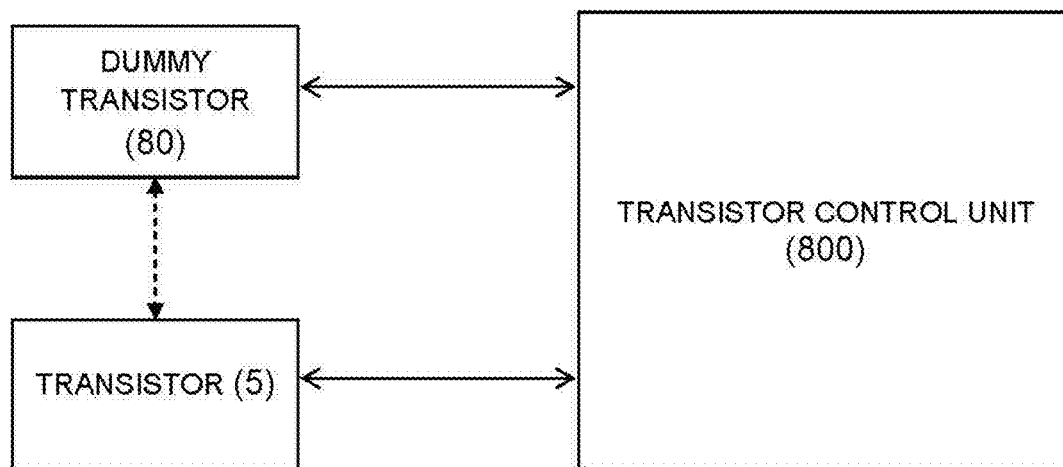 DUMMY
TRANSISTOR
(80)
TRANSISTOR CONTROL UNIT
(800)
TRANSISTOR (5)